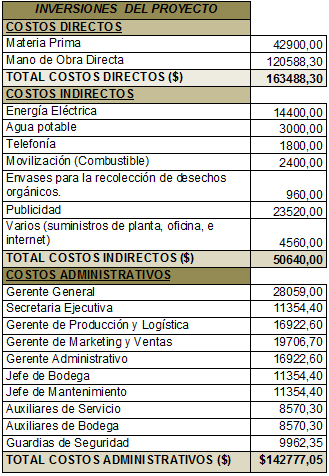 INVERSIONES DEL PROYECTO
COSTOS DIRECTOS
Materia Prima 42900,00
Mano de Obra Directa 120588,30
TOTAL COSTOS DIRECTOS ($) 163488,30
COSTOS INDIRECTOS
Energía Eléctrica 14400,00
Agua potable 3000,00
Telefonía 1800,00
Movilización (Combustible) 2400,00
Envases para la recolección de desechos
orgánicos. 960,00
Publicidad 23520,00
Varios (suministros de planta, oficina, e
internet) 4560,00
TOTAL COSTOS INDIRECTOS ($) 50640,00
COSTOS ADMINISTRATIVOS
Gerente General 28059,00
Secretaria Ejecutiva 11354,40
Gerente de Producción y Logística 16922,60
Gerente de Marketing y Ventas 19706,70
Gerente Administrativo 16922,60
Jefe de Bodega 11354,40
Jefe de Mantenimiento 11354,40
Auxiliares de Servicio 8570,30
Auxiliares de Bodega 8570,30
Guardias de Seguridad 9962,35
TOTAL COSTOS ADMINISTRATIVOS ($) $142777,05